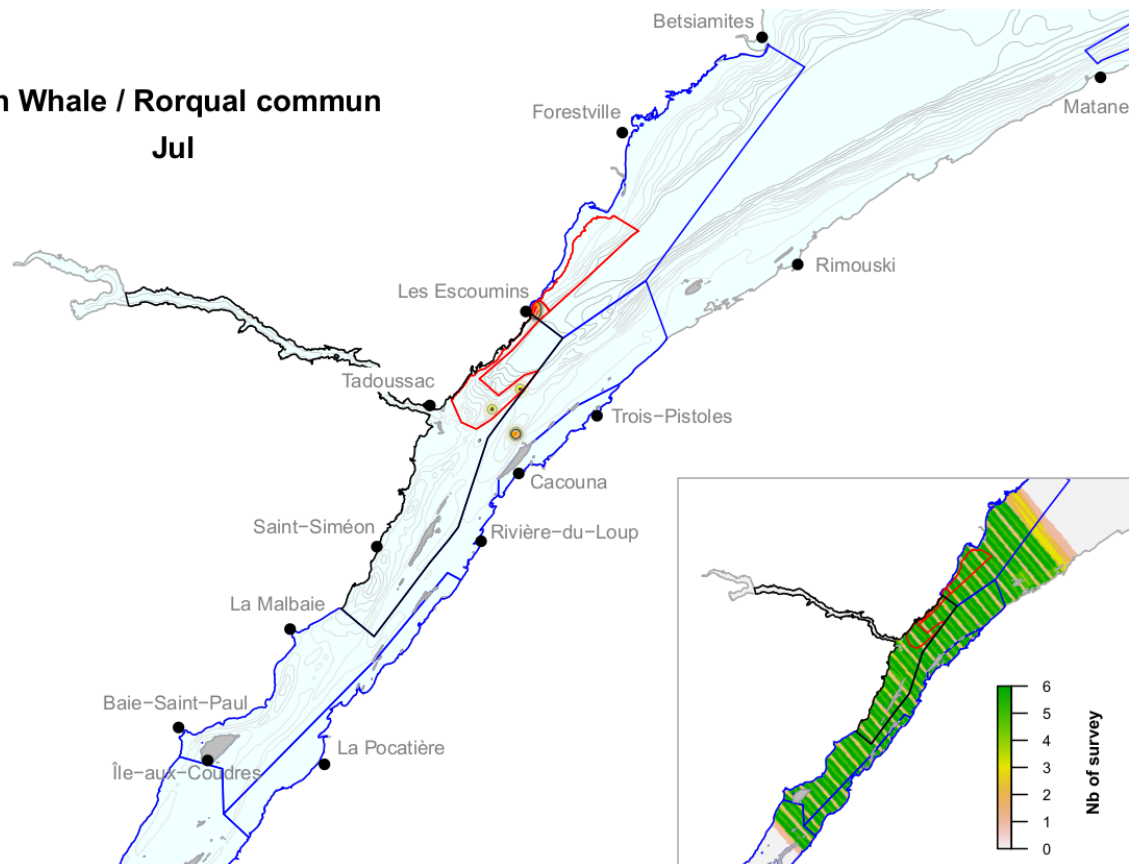 n Whale / Rorqual commun
Jul
Betsiamites
Forestville
Matane
Rimouski
Les Escoumins
Tadoussac
Trois−Pistoles
Cacouna
Saint−Siméon
Rivière−du−Loup
La Malbaie
Baie−Saint−Paul
La Pocatière
Île−aux−Coudres
6
5
4
3
2
1
0
Nb of survey